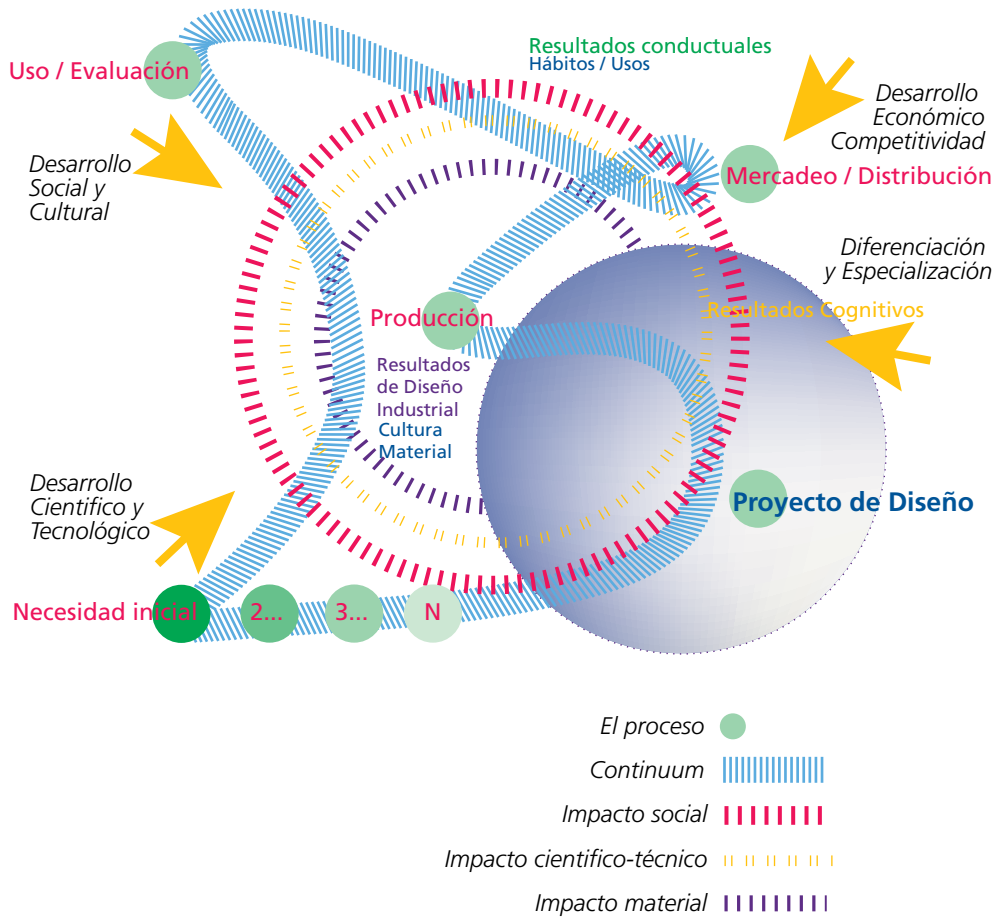 Resultados conductuales
Hábitos / Usos
Uso / Evaluación
Desarrollo
Económico
Competitividad
Desarrollo
Social y
Cultural
Mercadeo / Distribución
Diferenciación
y Especialización
Resultados Cognitivos
Producción
Resultados
de Diseño
Industrial
Cultura
Material
Desarrollo
Cientifico y
Tecnológico
Proyecto de Diseño
Necesidad inicial
2...
3...
N
El proceso
Continuum
Impacto social
Impacto cientifico-técnico
Impacto material